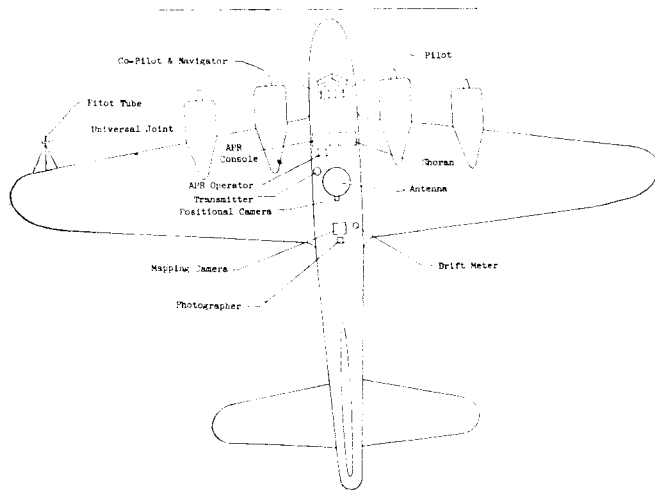 Co-Pilot & Navigator
Pilot
Pitot Tube
Universal Joint
APR
Console
Shoran
APR Operator
Antenna
Transmitter
Positional Camera
Mapping Camera
Drift Meter
Photographer